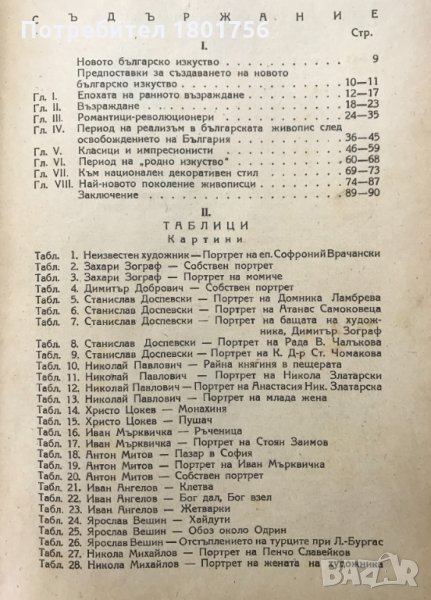 Потребител 1801756
СЪДЪРЖАНИЕ
I. Стр.
Новото българско изкуство . . . . . . . . . . 9
Предпоставки за създаването на новото
българско изкуство . . . . . . . . . . 10—11
Гл. I. Епохата на ранното възраждане . . . . . . . 12—17
Гл. II. Възраждане . . . . . . . . . . 18—23
Гл. III. Романтици-революционери . . . . . . . . 24—35
Гл. IV. Период на реализъм в българската живопис след
освобождението на България . . . . . . . 36—45
Гл. V. Класици и импресионисти . . . . . . . . 46—59
Гл. VI. Период на „родно изкуство“ . . . . . . . 60—68
Гл. VII. Към национален декоративен стил . . . . . . 69—73
Гл. VIII. Най-новото поколение живописци . . . . . . 74—87
Заключение . . . . . . . . . . 89—90
II.
ТАБЛИЦИ
Картини
Табл. 1. Неизвестен художник — Портрет на еп. Софроний Врачански
Табл. 2. Захари Зограф — Собствен портрет
Табл. 3. Захари Зограф — Портрет на момиче
Табл. 4. Димитър Добрович — Собствен портрет
Табл. 5. Станислав Доспевски — Портрет на Домника Ламбрева
Табл. 6. Станислав Доспевски — Портрет на Атанас Самоковеца
Табл. 7. Станислав Доспевски — Портрет на бащата на худож-
ника, Димитър Зограф
Табл. 8. Станислав Доспевски — Портрет на Рада В. Чалъкова
Табл. 9. Станислав Доспевски — Портрет на К. Д-р Ст. Чомакова
Табл. 10. Николай Павлович — Райна княгиня в пещерата
Табл. 11. Николай Павлович — Портрет на Никола Златарски
Табл. 12. Николай Павлович — Портрет на Анастасия Ник. Златарска
Табл. 13. Николай Павлович — Портрет на млада жена
Табл. 14. Христо Цокев — Монахиня
Табл. 15. Христо Цокев — Пушач
Табл. 16. Иван Мърквичка — Ръченица
Табл. 17. Иван Мърквичка — Портрет на Стоян Заимов
Табл. 18. Антон Митов — Пазар в София
Табл. 19. Антон Митов — Портрет на Иван Мърквичка
Табл. 20. Антон Митов — Собствен портрет
Табл. 21. Иван Ангелов — Клетва
Табл. 22. Иван Ангелов — Бог дал, Бог взел
Табл. 23. Иван Ангелов — Жетварки
Табл. 24. Ярослав Вешин — Хайдути
Табл. 25. Ярослав Вешин — Обоз около Одрин
Табл. 26. Ярослав Вешин — Отстъплението на турците при Л.-Бургас
Табл. 27. Никола Михайлов — Портрет на Пенчо Славейков
Табл. 28. Никола Михайлов — Портрет на жената на художника
BAZAR